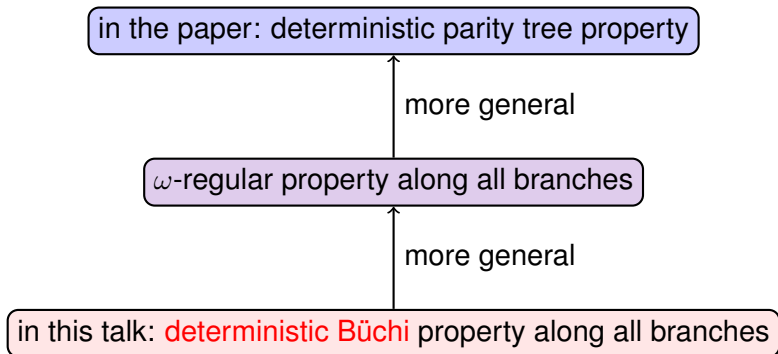 in the paper: deterministic parity tree property
more general
ω-regular property along all branches
more general
in this talk: deterministic Büchi property along all branches